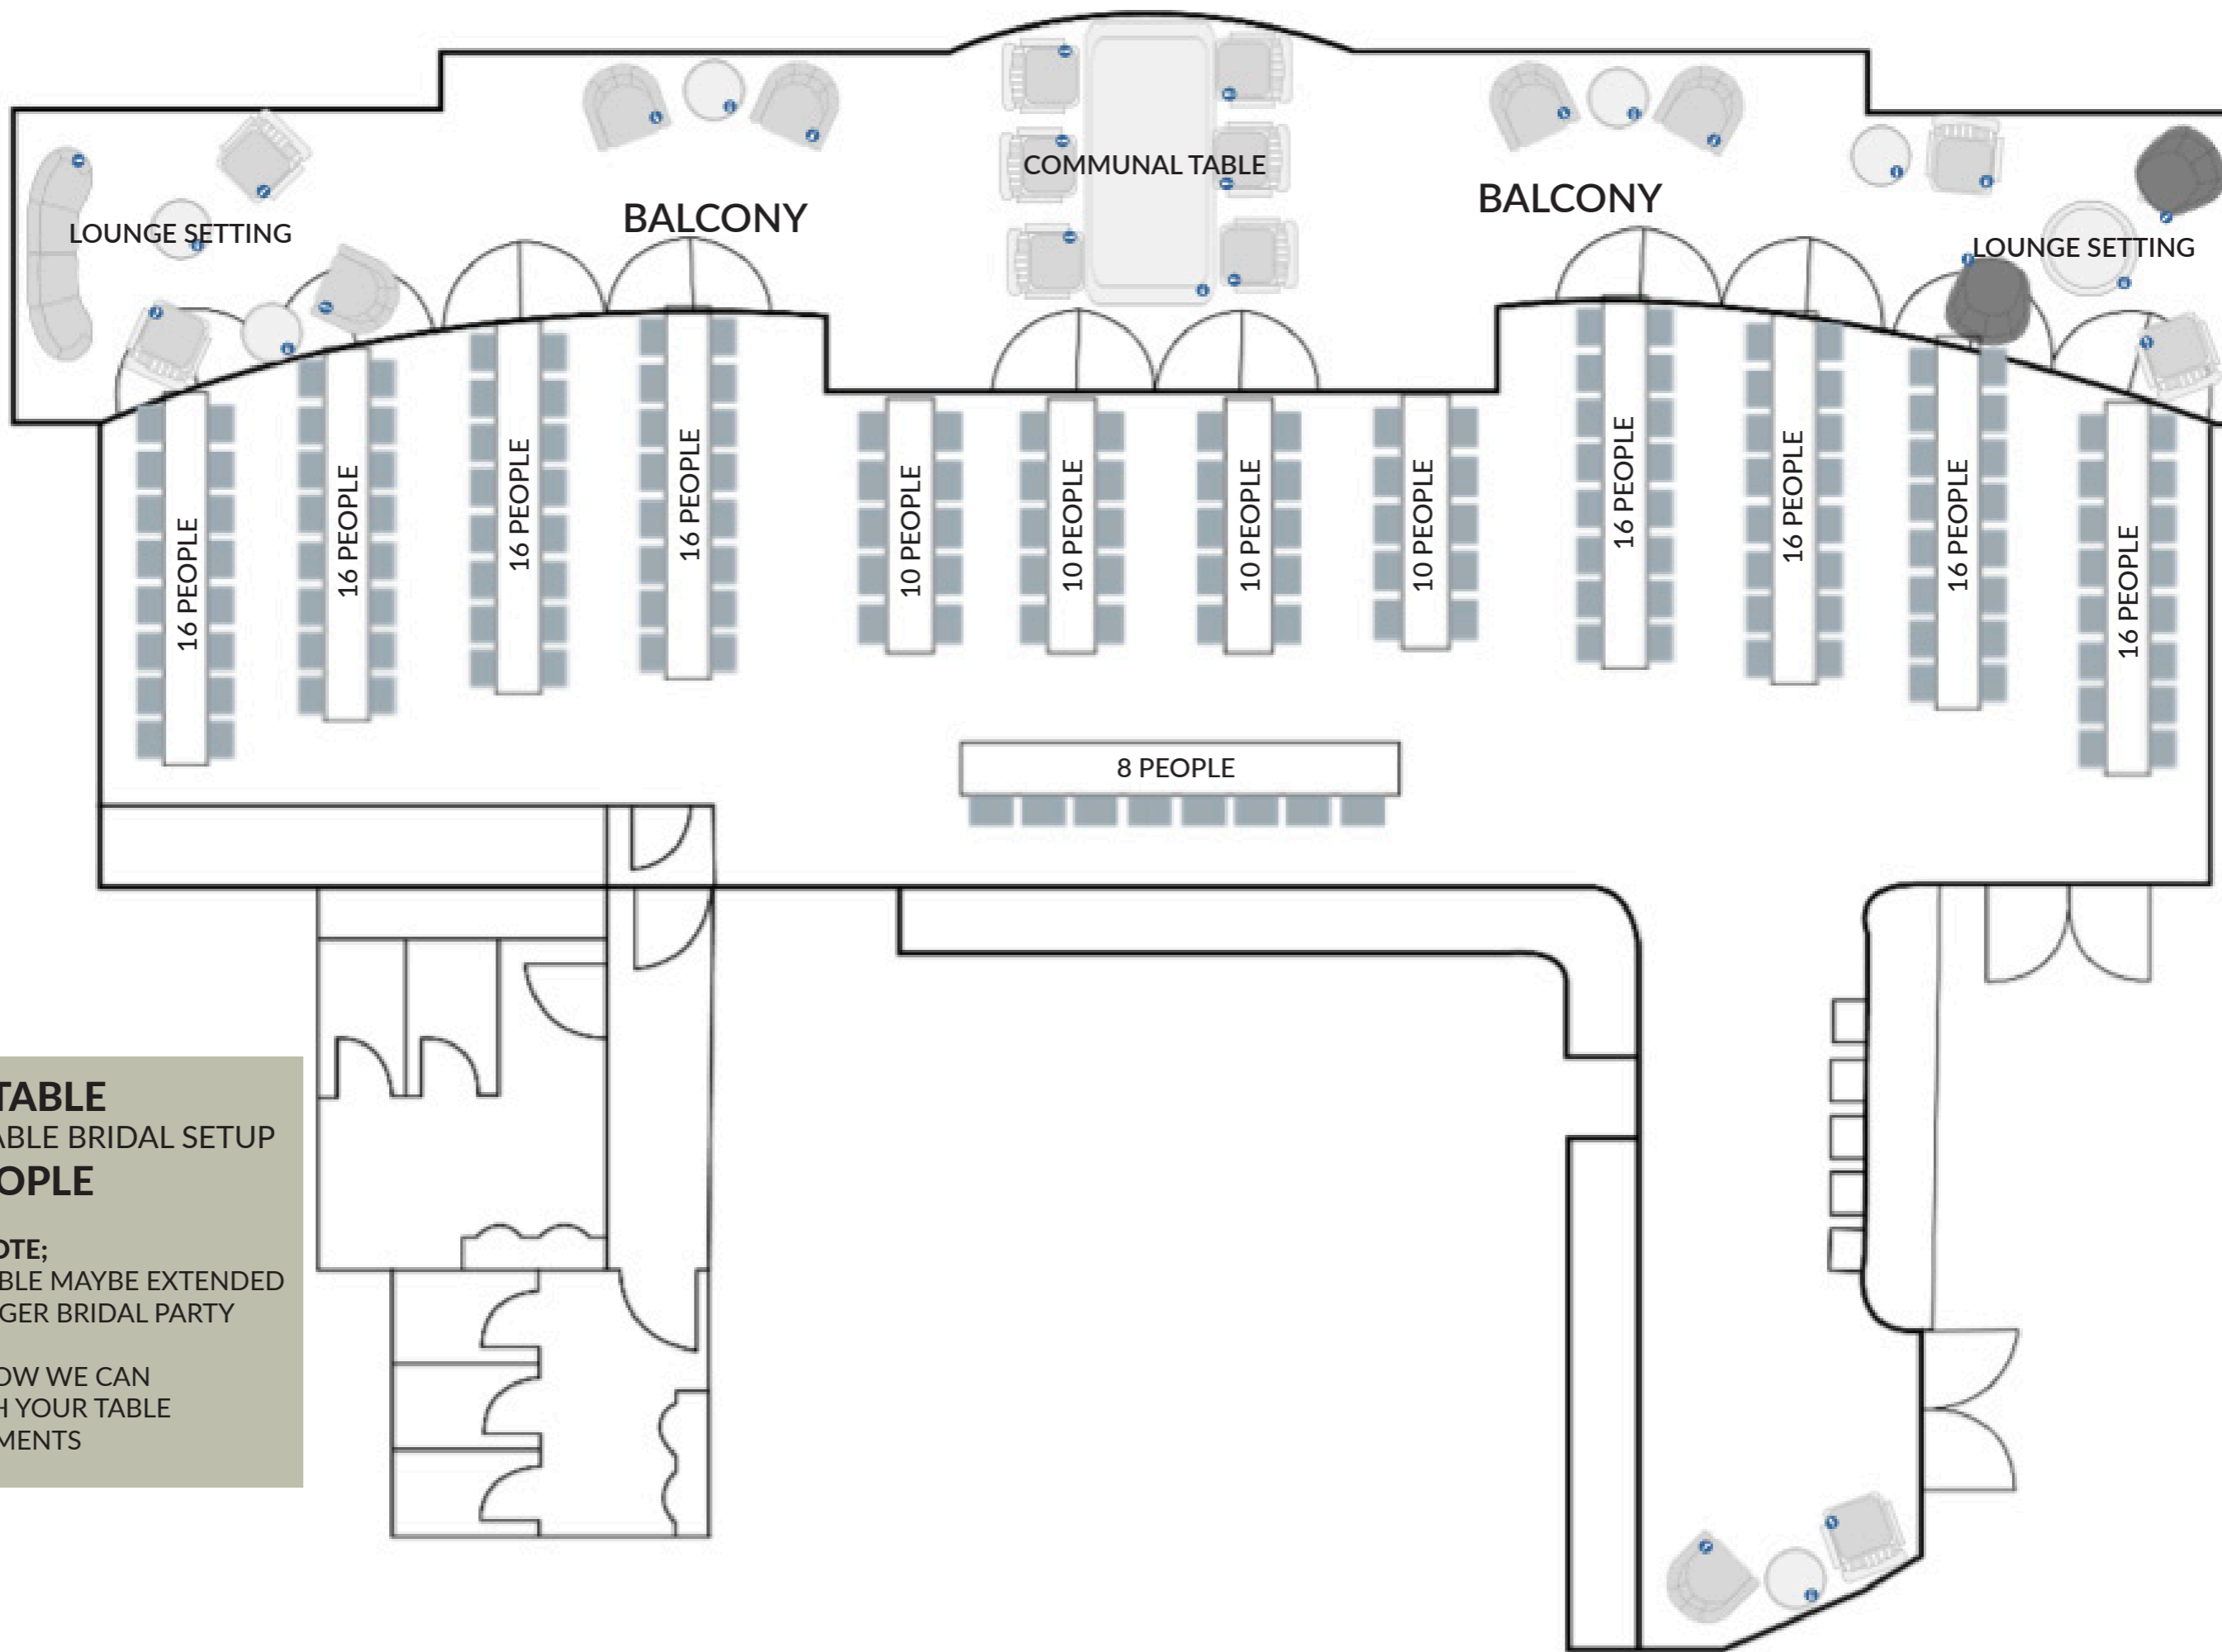 COMMUNAL TABLE
BALCONY
BALCONY
LOUNGE SETTING
LOUNGE SETTING
16 PEOPLE
16 PEOPLE
16 PEOPLE
16 PEOPLE
10 PEOPLE
10 PEOPLE
10 PEOPLE
10 PEOPLE
16 PEOPLE
16 PEOPLE
16 PEOPLE
16 PEOPLE
8 PEOPLE
TABLE
ABLE BRIDAL SETUP
OPLE
OTE;
BLE MAYBE EXTENDED
GER BRIDAL PARTY
OW WE CAN
H YOUR TABLE
MENTS